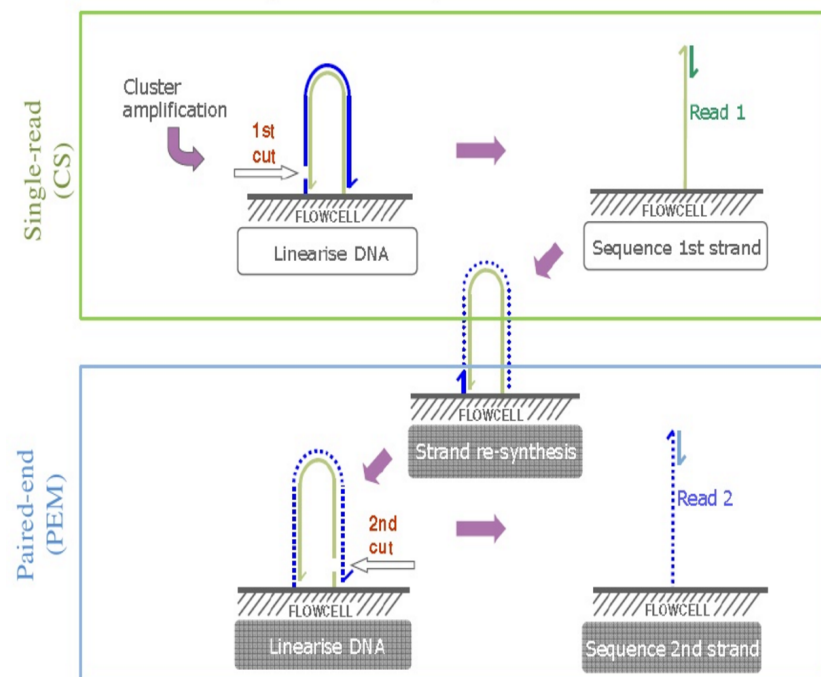 Single-read
(CS)
Cluster
amplification
1st
cut
FLOWCELL
Linearise DNA
Read 1
FLOWCELL
Sequence 1st strand
FLOWCELL
Strand re-synthesis
Paired-end
(PEM)
2nd
cut
FLOWCELL
Linearise DNA
Read 2
FLOWCELL
Sequence 2nd strand